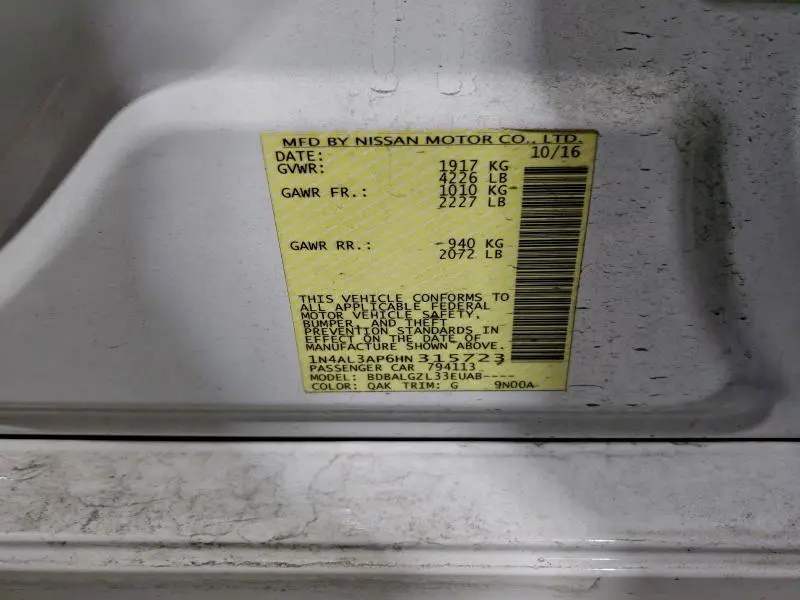 MFD BY NISSAN MOTOR CO., LTD.
DATE: 10/16
GVWR: 1917 KG
4226 LB
GAWR FR.: 1010 KG
2227 LB
GAWR RR.: 940 KG
2072 LB
THIS VEHICLE CONFORMS TO
ALL APPLICABLE FEDERAL
MOTOR VEHICLE SAFETY,
BUMPER, AND THEFT
PREVENTION STANDARDS IN
EFFECT ON THE DATE OF
MANUFACTURE SHOWN ABOVE.
1N4AL3AP6HN315723
PASSENGER CAR 794113
MODEL: BDBALGZL33EUAB----
COLOR: QAK TRIM: G 9N00A